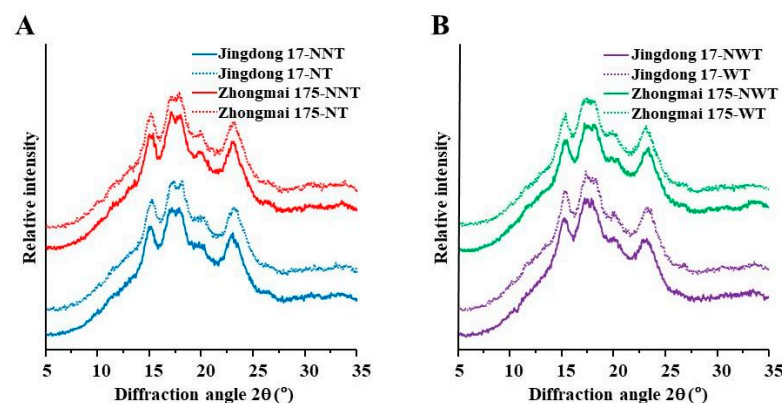 A
Jingdong 17-NNT
Jingdong 17-NT
Zhongmai 175-NNT
Zhongmai 175-NT
Relative intensity
5 10 15 20 25 30 35
Diffraction angle 2θ (°)
B
Jingdong 17-NWT
Jingdong 17-WT
Zhongmai 175-NWT
Zhongmai 175-WT
Relative intensity
5 10 15 20 25 30 35
Diffraction angle 2θ (°)